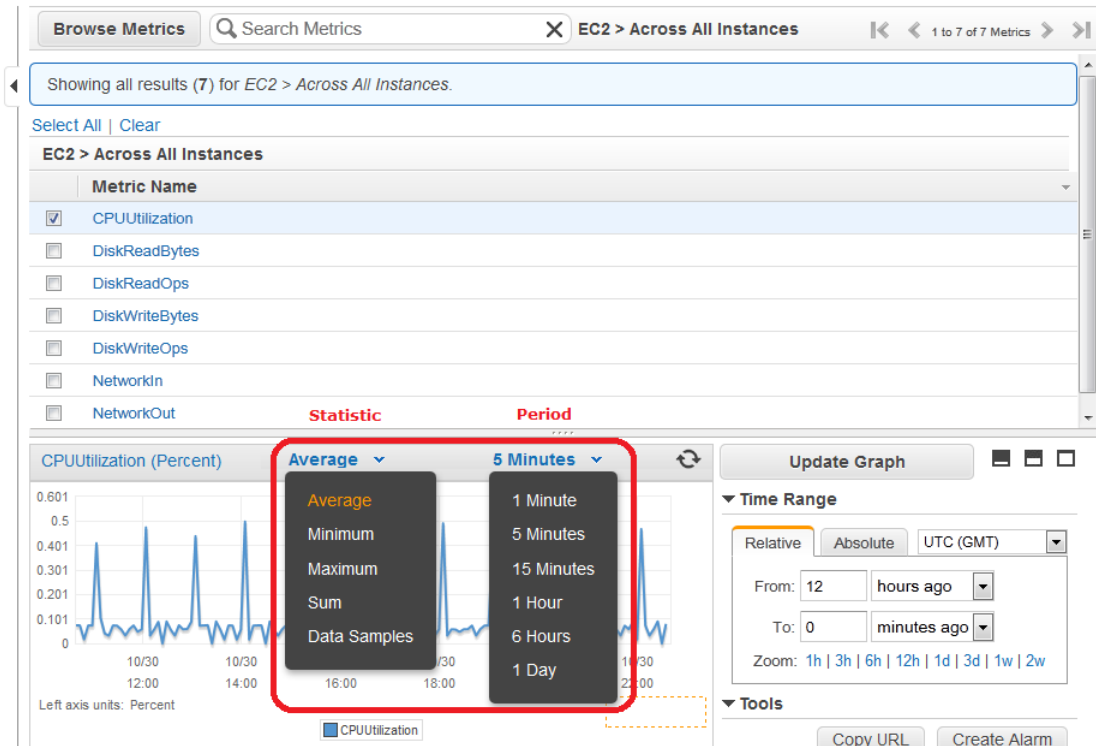 Browse Metrics Search Metrics EC2 > Across All Instances 1 to 7 of 7 Metrics
Showing all results (7) for EC2 > Across All Instances.
Select All | Clear
EC2 > Across All Instances
Metric Name
CPUUtilization
DiskReadBytes
DiskReadOps
DiskWriteBytes
DiskWriteOps
NetworkIn
NetworkOut
Statistic Period
CPUUtilization (Percent) Average 5 Minutes
Average
Minimum
Maximum
Sum
Data Samples
1 Minute
5 Minutes
15 Minutes
1 Hour
6 Hours
1 Day
0.601
0.5
0.401
0.301
0.201
0.101
0
10/30 10/30 /30 10/30
12:00 14:00 16:00 18:00 22:00
Left axis units: Percent
CPUUtilization
Update Graph
Time Range
Relative Absolute UTC (GMT)
From: 12 hours ago
To: 0 minutes ago
Zoom: 1h | 3h | 6h | 12h | 1d | 3d | 1w | 2w
Tools
Copy URL Create Alarm